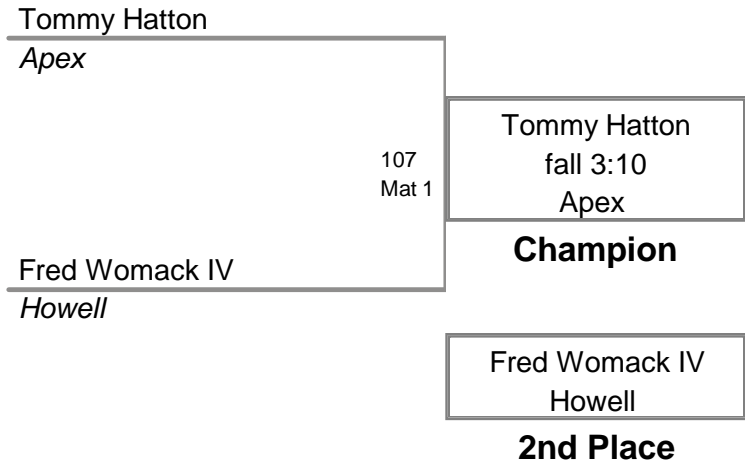 Tommy Hatton
Apex
107
Mat 1
Tommy Hatton
fall 3:10
Apex
Champion
Fred Womack IV
Howell
Fred Womack IV
Howell
2nd Place